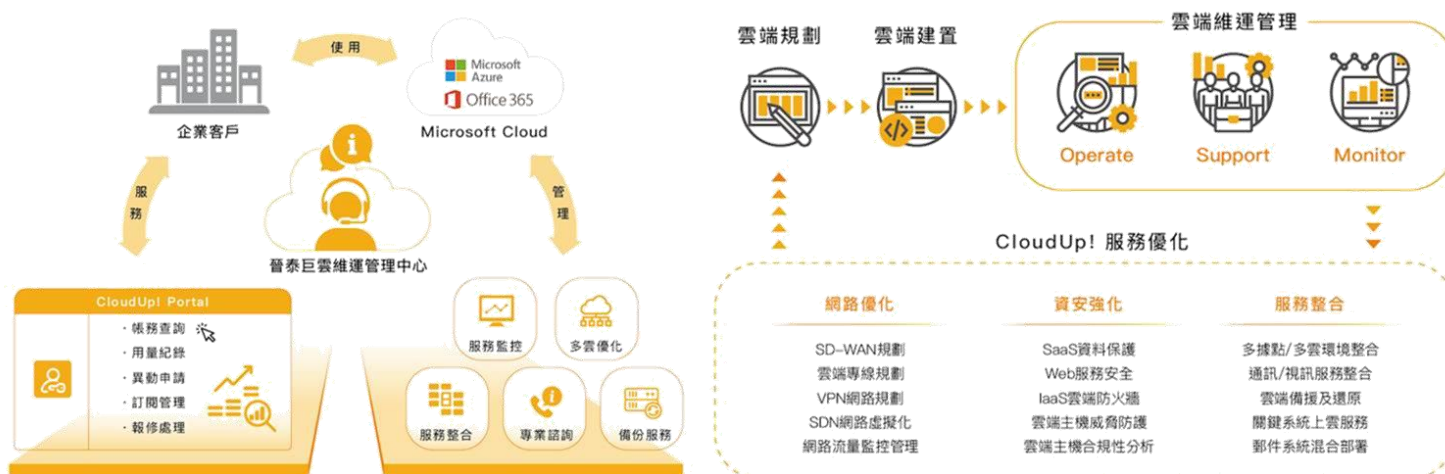 使用
Microsoft
Azure
Office 365
企業客戶
Microsoft Cloud
服務
管理
晉泰巨雲維運管理中心
CloudUp! Portal
·帳務查詢
·用量紀錄
·異動申請
·訂閱管理
·報修處理
服務監控
多雲優化
服務整合
專業諮詢
備份服務
雲端規劃
雲端建置
雲端維運管理
Operate
Support
Monitor
CloudUp! 服務優化
網路優化
SD-WAN規劃
雲端專線規劃
VPN網路規劃
SDN網路虛擬化
網路流量監控管理
資安強化
SaaS資料保護
Web服務安全
IaaS雲端防火牆
雲端主機威脅防護
雲端主機合規性分析
服務整合
多據點/多雲環境整合
通訊/視訊服務整合
雲端備援及還原
關鍵系統上雲服務
郵件系統混合部署